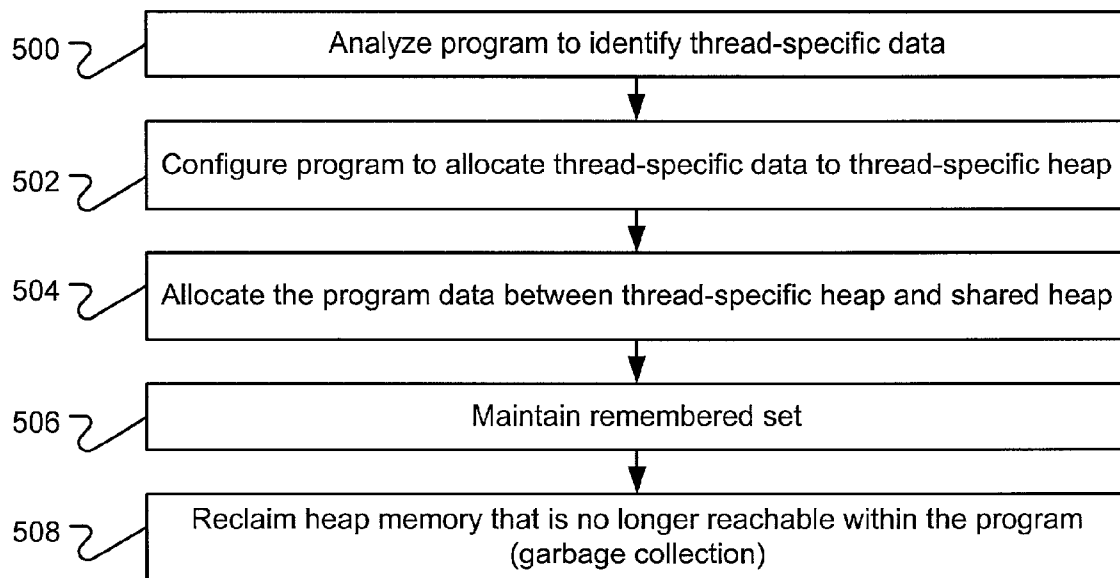 500
Analyze program to identify thread-specific data
502
Configure program to allocate thread-specific data to thread-specific heap
504
Allocate the program data between thread-specific heap and shared heap
506
Maintain remembered set
508
Reclaim heap memory that is no longer reachable within the program
(garbage collection)